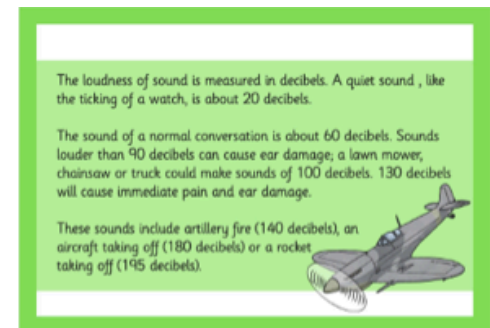 The loudness of sound is measured in decibels. A quiet sound , like
the ticking of a watch, is about 20 decibels.
The sound of a normal conversation is about 60 decibels. Sounds
louder than 90 decibels can cause ear damage; a lawn mower,
chainsaw or truck could make sounds of 100 decibels. 130 decibels
will cause immediate pain and ear damage.
These sounds include artillery fire (140 decibels), an
aircraft taking off (180 decibels) or a rocket
taking off (195 decibels).